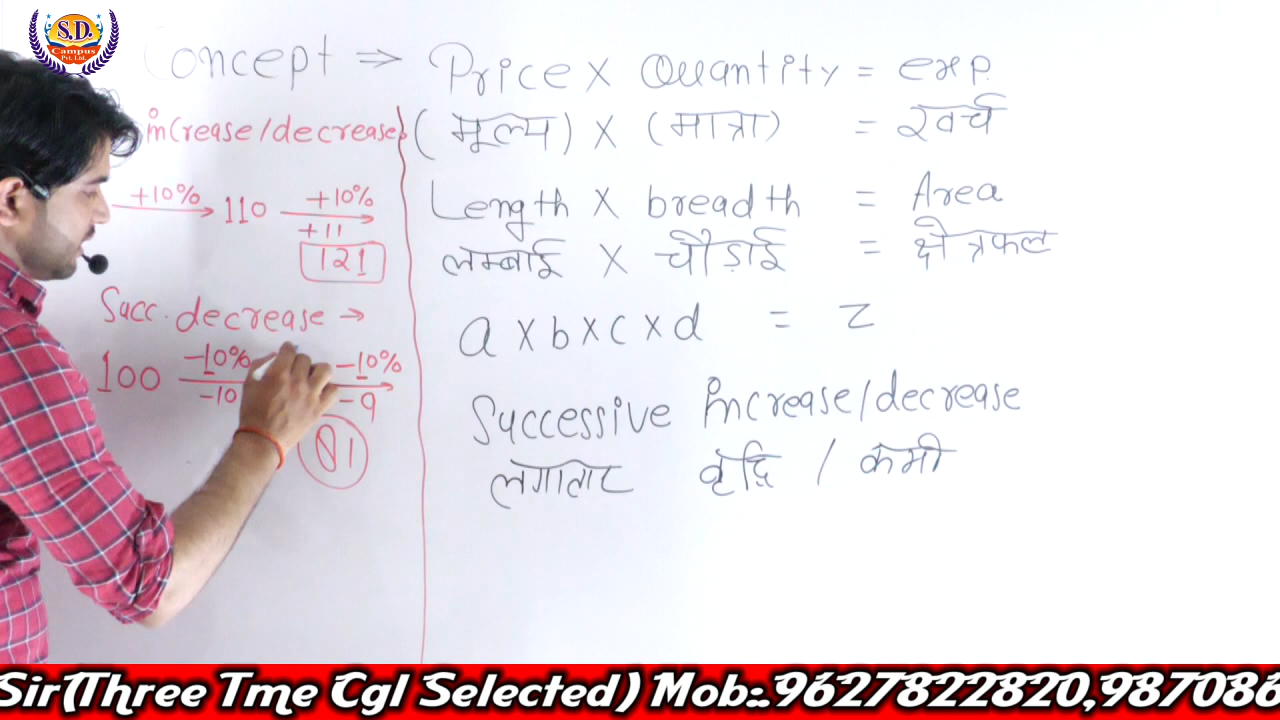 S.D.
Campus
Pvt. Ltd.
Concept ⇒ Price X Quantity = exp.
(मूल्य) X (मात्रा) = खर्च
increase/decrease
+10% 110 +10%
+11
121
Length X breadth = Area
लम्बाई X चौड़ाई = क्षेत्रफल
Succ. decrease →
100 -10% -10%
-10 -9
81
a X b X c X d = z
Successive increase/decrease
लगातार वृद्धि / कमी
Sir(Three Tme Cgl Selected) Mob:.9627822820,987086